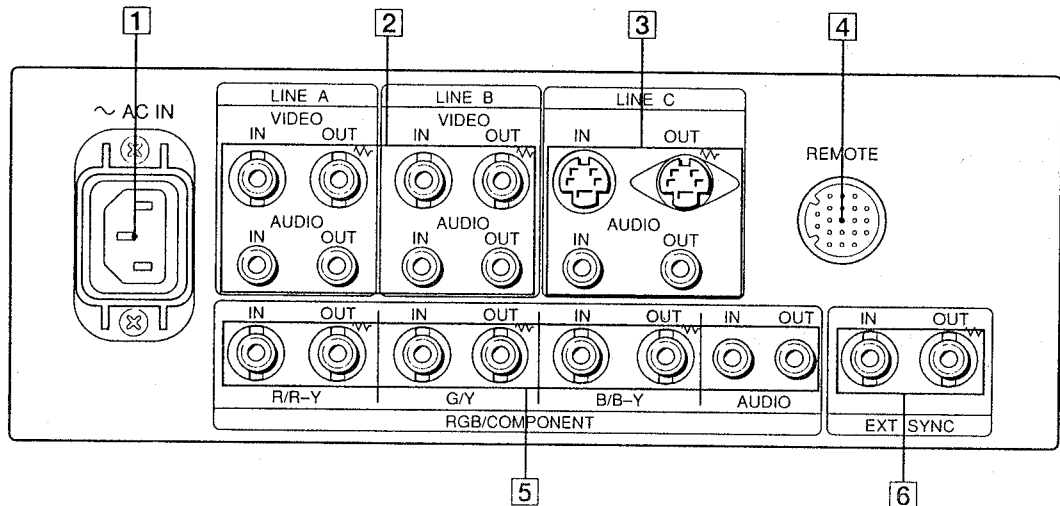 1 2 3 4
~ AC IN
LINE A LINE B LINE C
VIDEO VIDEO
IN OUT IN OUT IN OUT
REMOTE
AUDIO AUDIO AUDIO
IN OUT IN OUT IN OUT
IN OUT IN OUT IN OUT IN OUT IN OUT
R/R-Y G/Y B/B-Y AUDIO
RGB/COMPONENT EXT SYNC
5 6